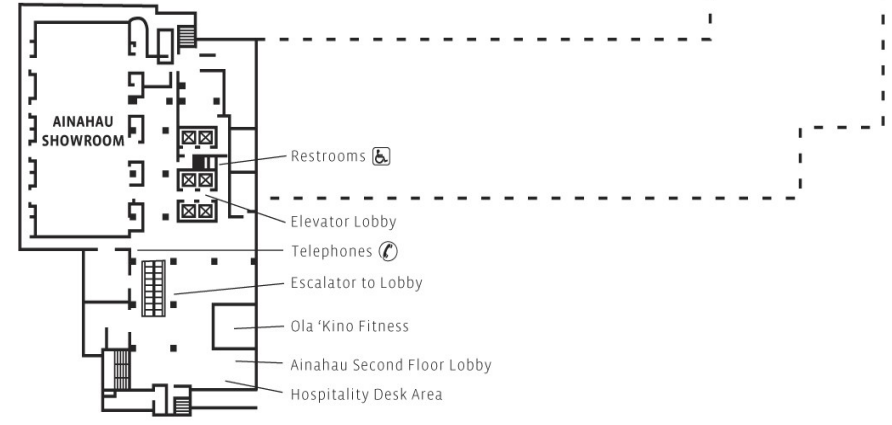 AINAHAU
SHOWROOM
Restrooms
Elevator Lobby
Telephones
Escalator to Lobby
Ola ‘Kino Fitness
Ainahau Second Floor Lobby
Hospitality Desk Area